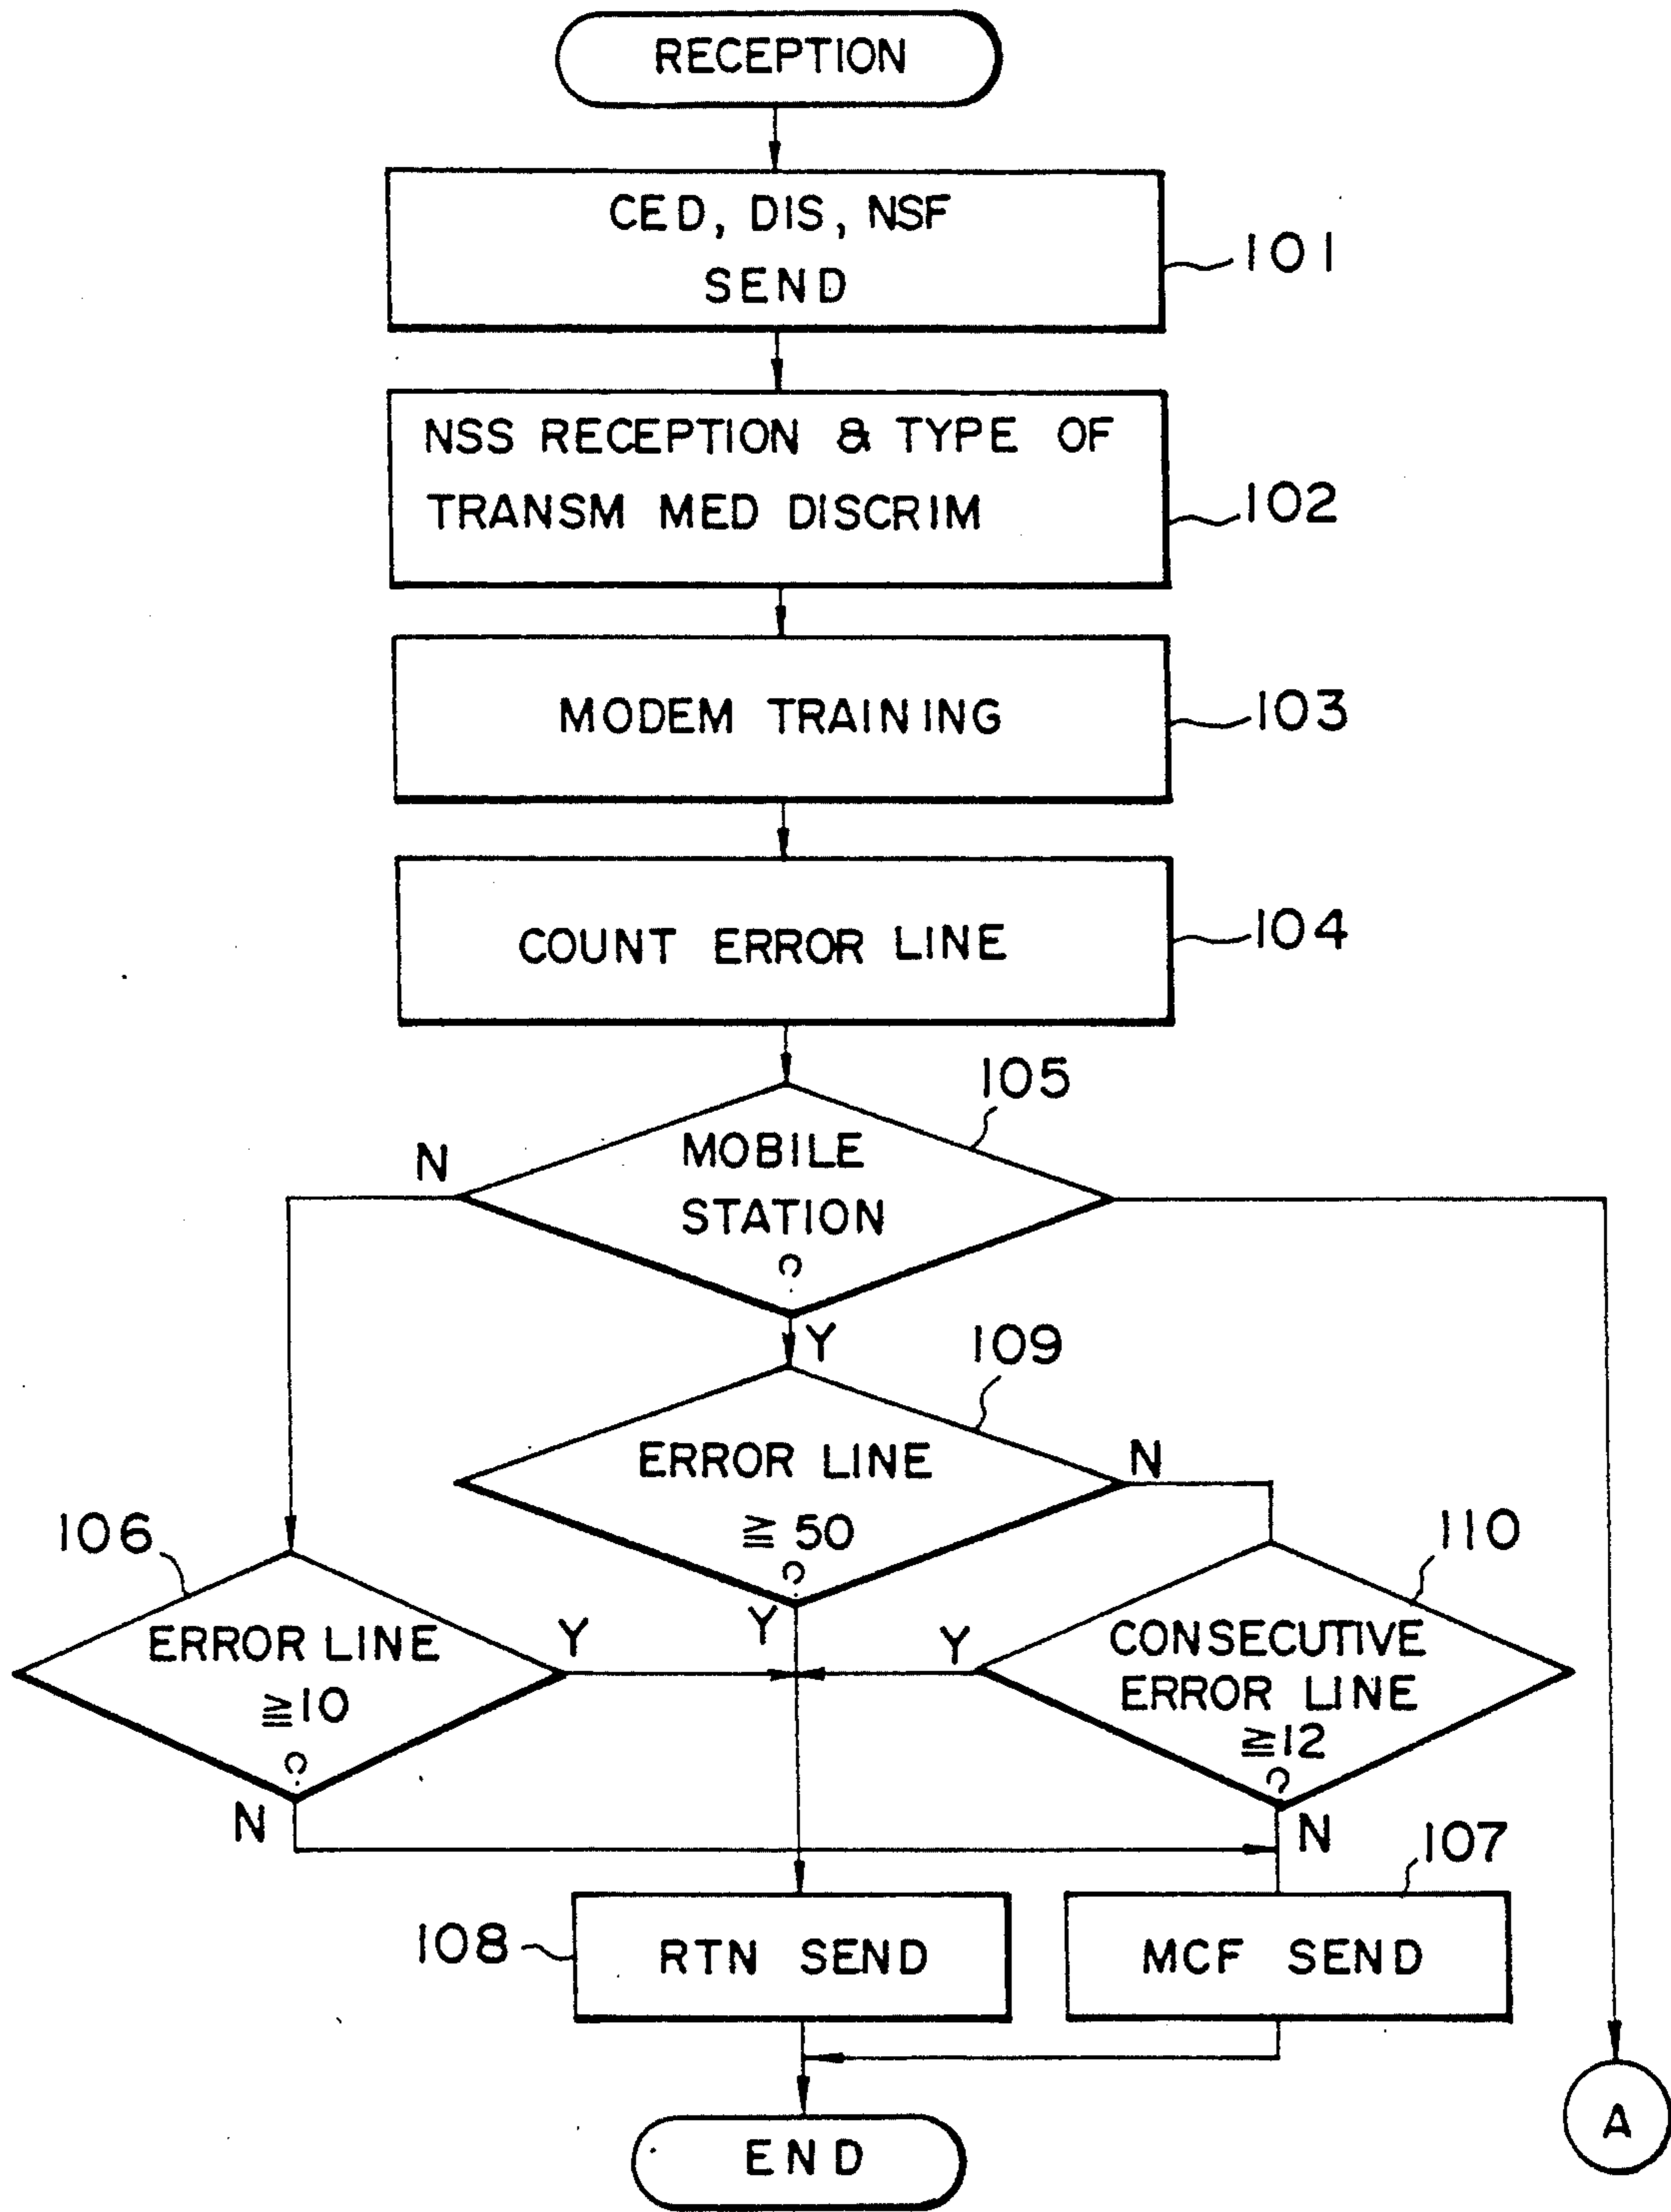 RECEPTION
CED, DIS, NSF
SEND
101
NSS RECEPTION & TYPE OF
TRANSM MED DISCRIM
102
MODEM TRAINING
103
COUNT ERROR LINE
104
105
MOBILE
STATION
?
N
Y
109
ERROR LINE
≧50
?
N
Y
106
ERROR LINE
≧10
?
Y
N
110
CONSECUTIVE
ERROR LINE
≧12
?
Y
N
107
108
RTN SEND
MCF SEND
END
A